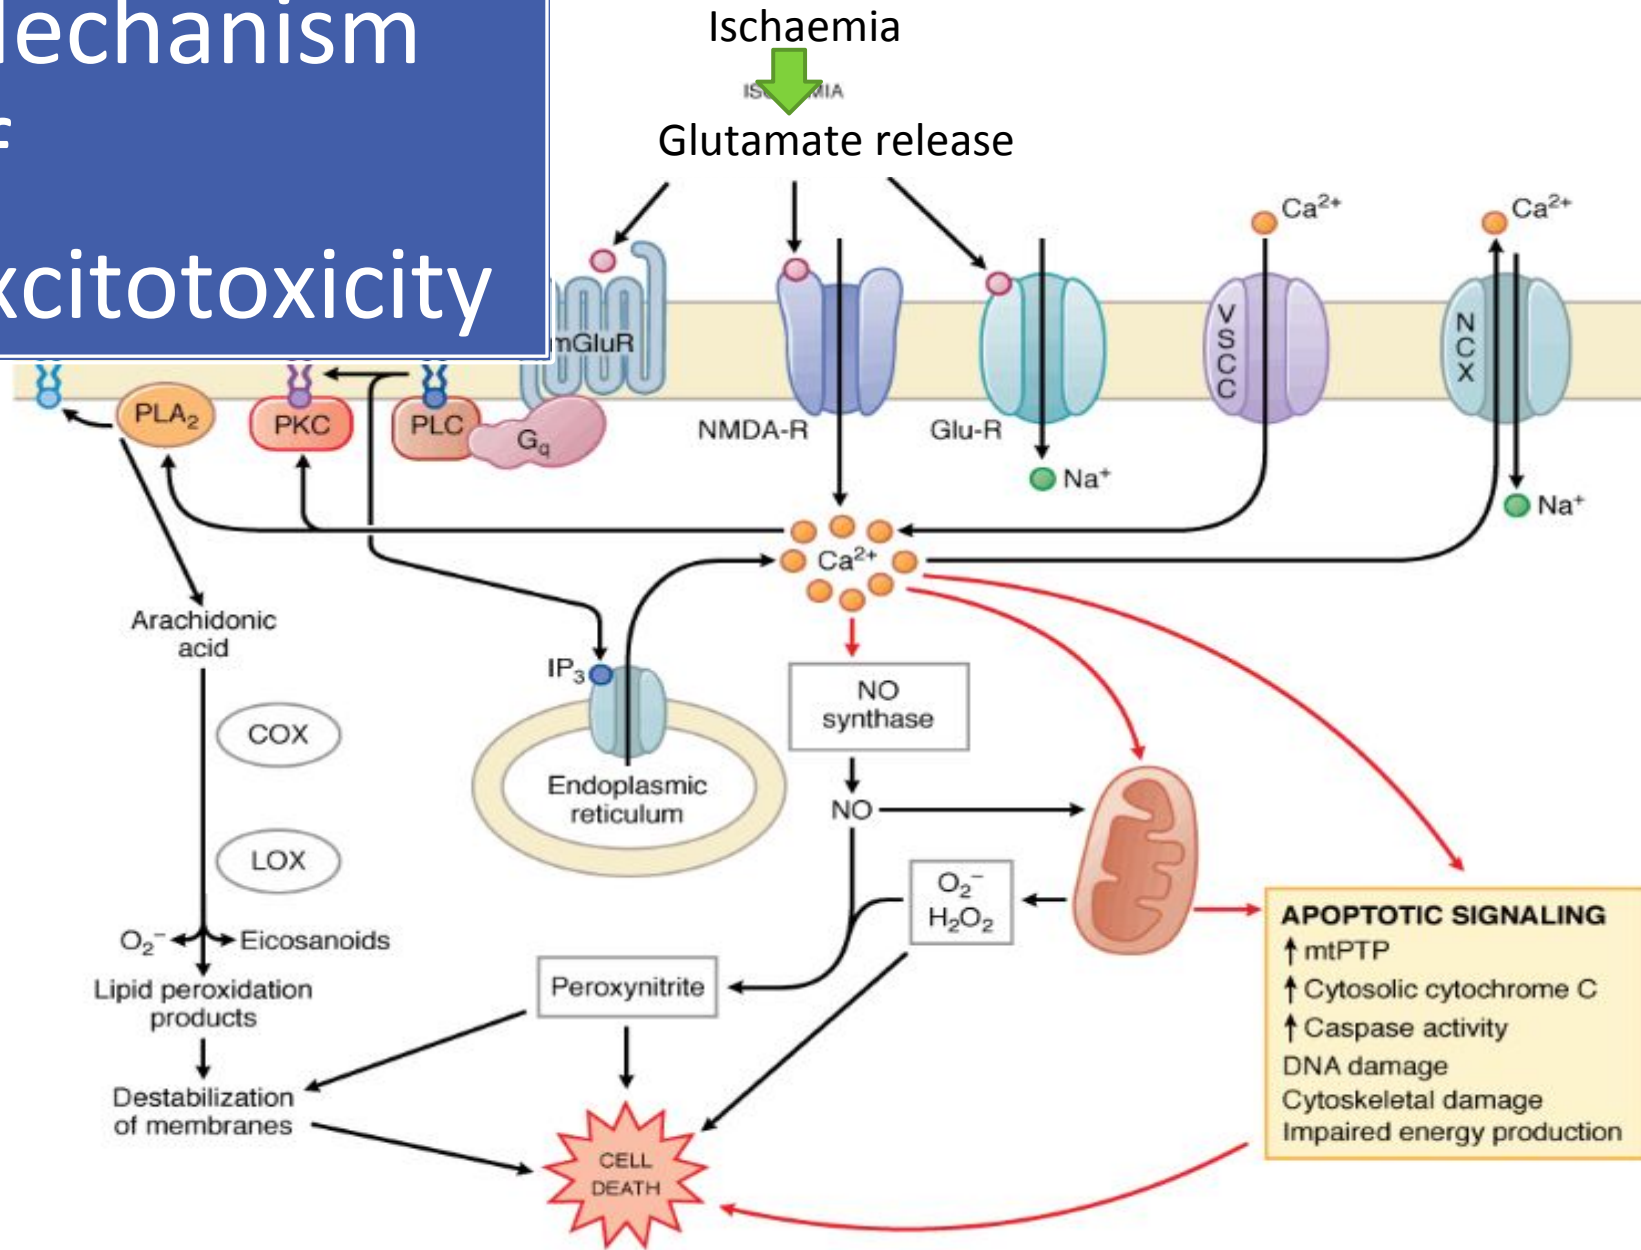 lechanism
f
xcitotoxicity
Ischaemia
Glutamate release
Ca²⁺
Ca²⁺
mGluR
V
S
C
C
N
C
X
PLA₂
PKC
PLC
Gq
NMDA-R
Glu-R
Na⁺
Na⁺
Ca²⁺
Arachidonic
acid
IP₃
NO
synthase
COX
Endoplasmic
reticulum
NO
LOX
O₂⁻
H₂O₂
APOPTOTIC SIGNALING
↑ mtPTP
↑ Cytosolic cytochrome C
↑ Caspase activity
DNA damage
Cytoskeletal damage
Impaired energy production
O₂⁻
Eicosanoids
Lipid peroxidation
products
Peroxynitrite
Destabilization
of membranes
CELL
DEATH